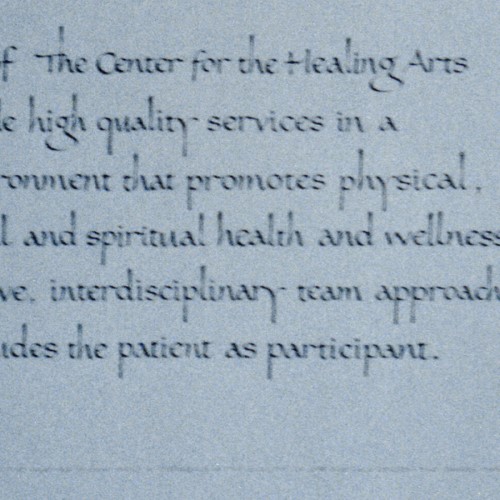 f The Center for the Healing Arts
e high quality services in a
ronment that promotes physical,
l and spiritual health and wellness
ve, interdisciplinary team approach
udes the patient as participant.